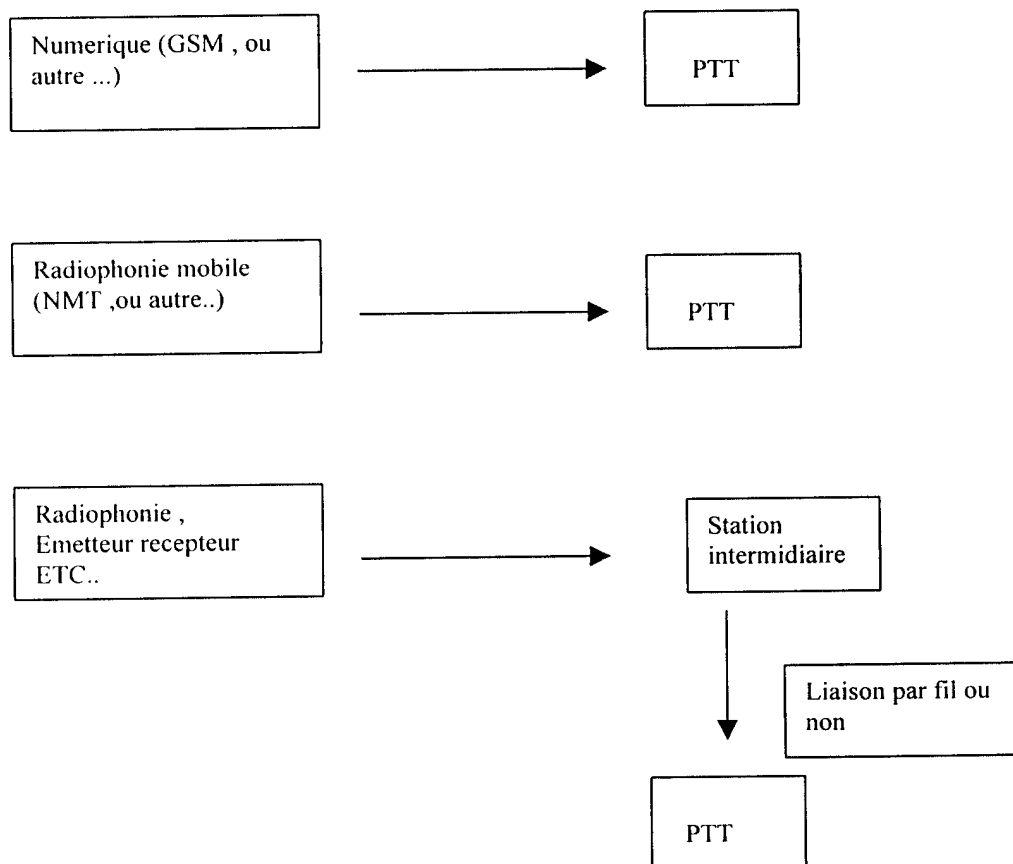 Numerique (GSM , ou
autre ...)
PTT
Radiophonie mobile
(NMT ,ou autre..)
PTT
Radiophonie ,
Emetteur recepteur
ETC..
Station
intermidiaire
Liaison par fil ou
non
PTT